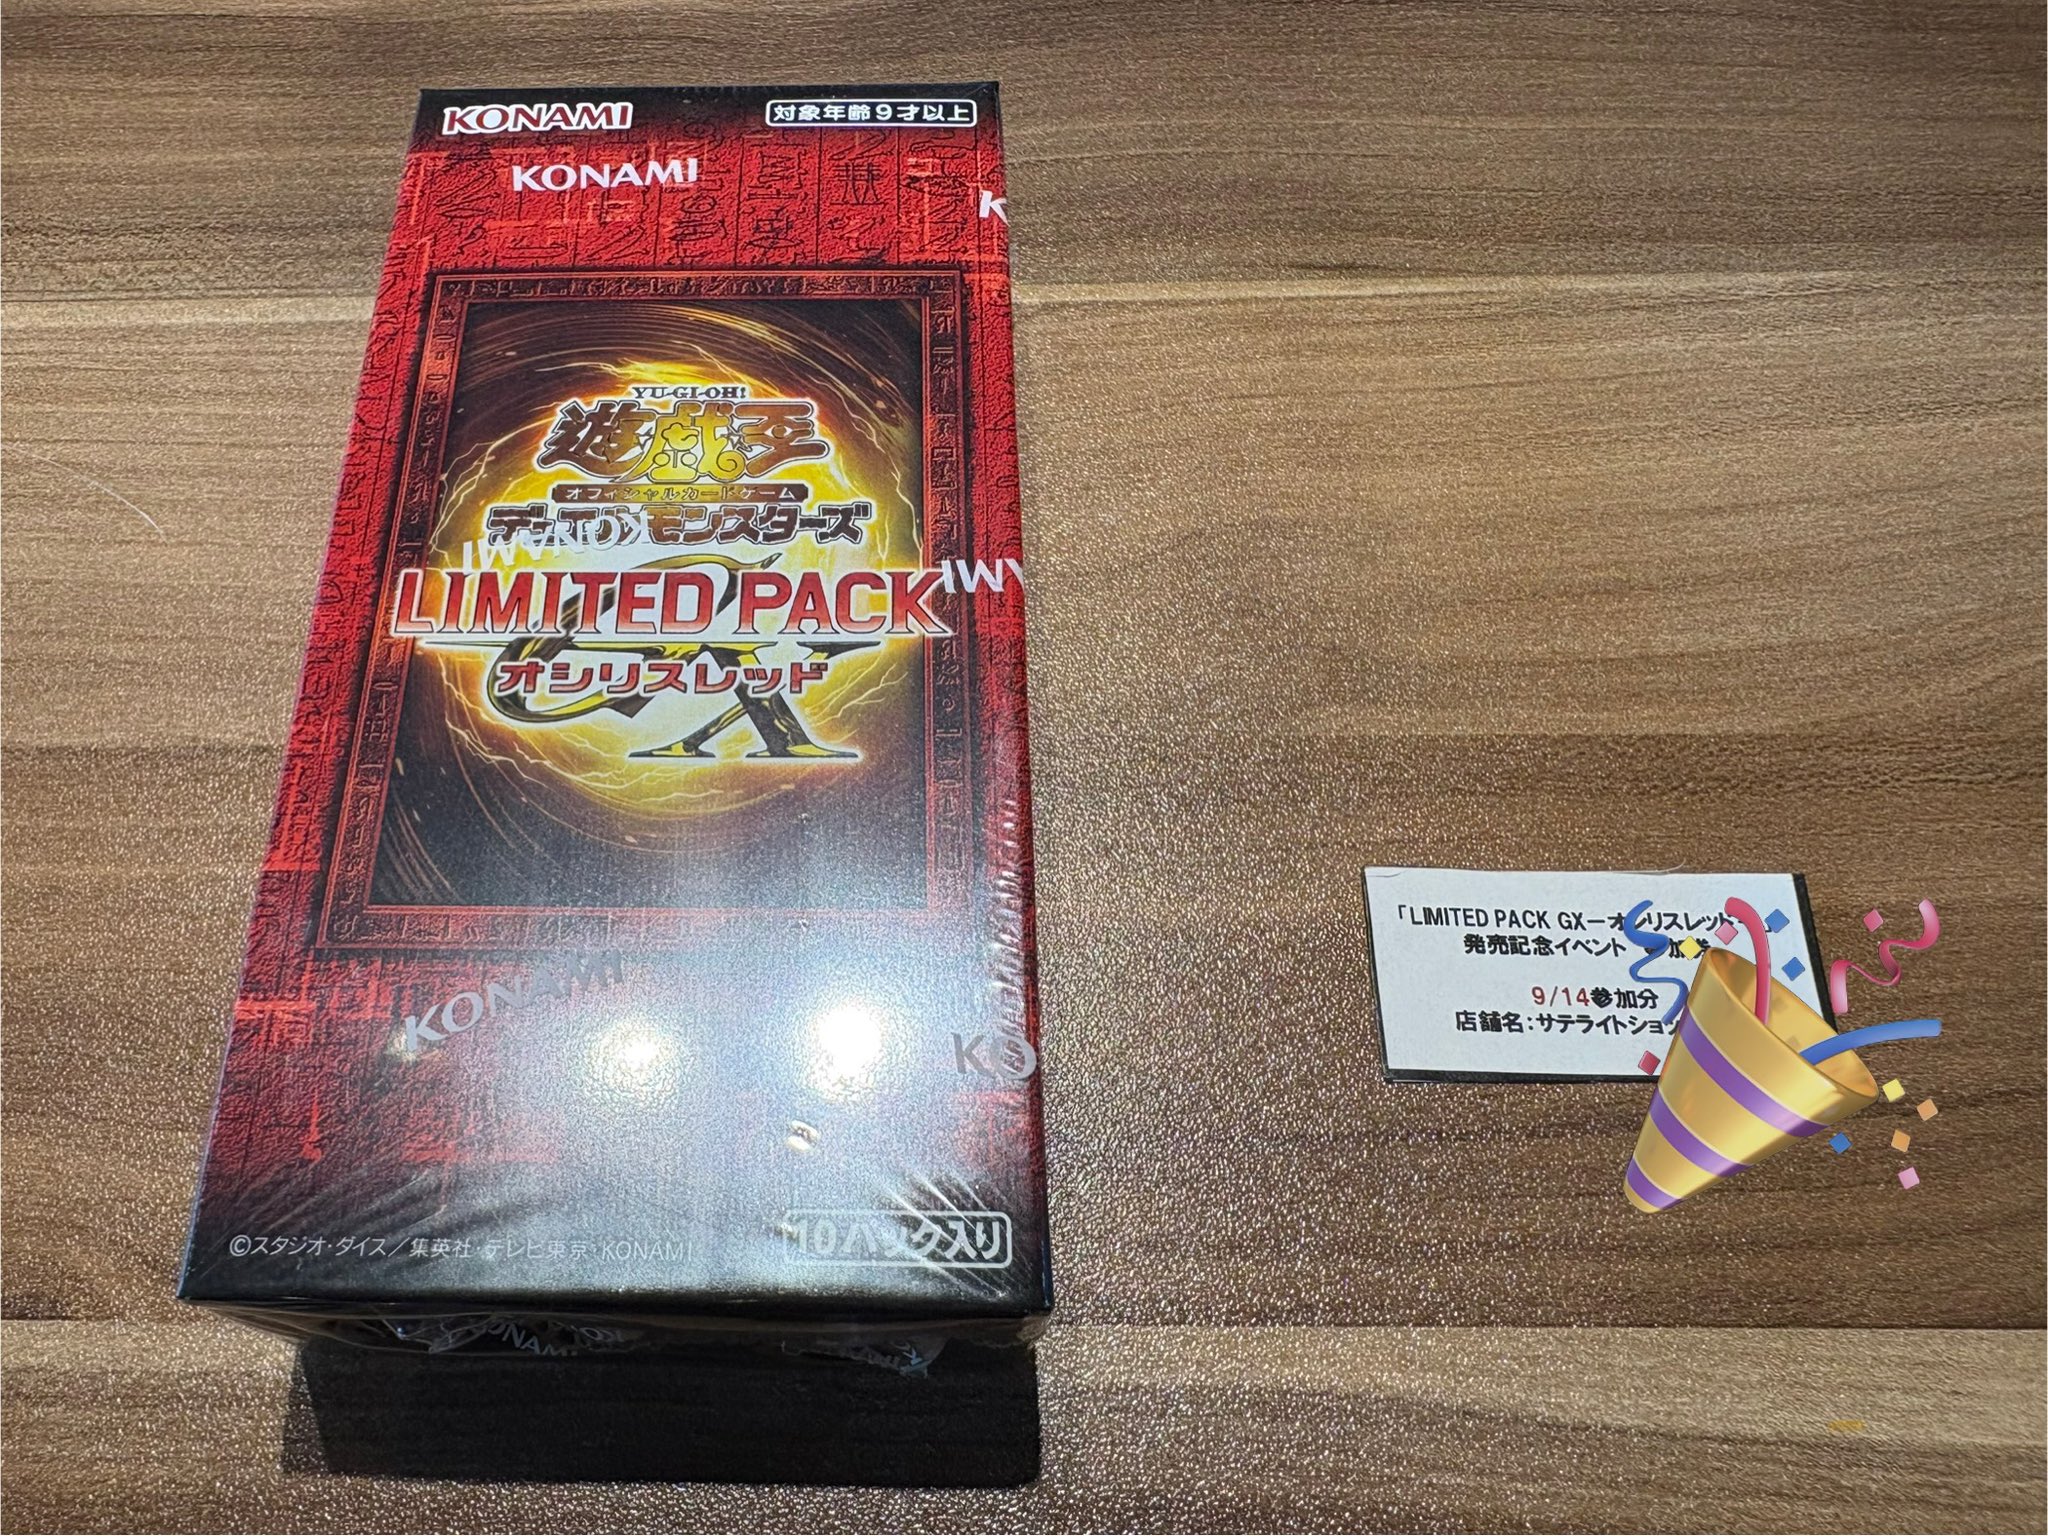 KONAMI
対象年齢9才以上
KONAMI
YU-GI-OH!
遊戯王
オフィシャルカードゲーム
デュエルモンスターズ
KONAMI
LIMITED PACK
GX
オシリスレッド
KONAMI
©スタジオ・ダイス/集英社・テレビ東京・KONAMI
10パック入り
KONAMI
「LIMITED PACK GX-オシリスレッド
発売記念イベント
9/14参加分
店舗名:サテライトショッ